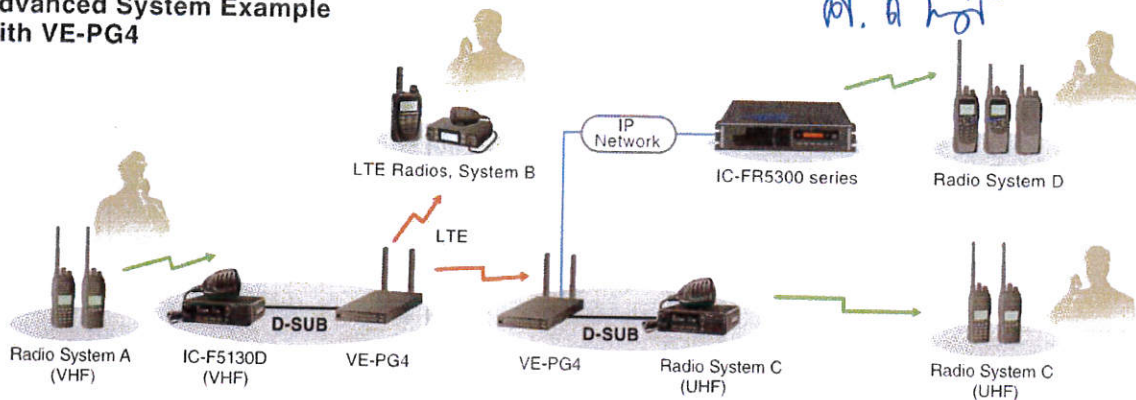 dvanced System Example
ith VE-PG4
LTE Radios, System B
IP
Network
IC-FR5300 series
Radio System D
LTE
D-SUB
D-SUB
Radio System A
(VHF)
IC-F5130D
(VHF)
VE-PG4
VE-PG4
Radio System C
(UHF)
Radio System C
(UHF)